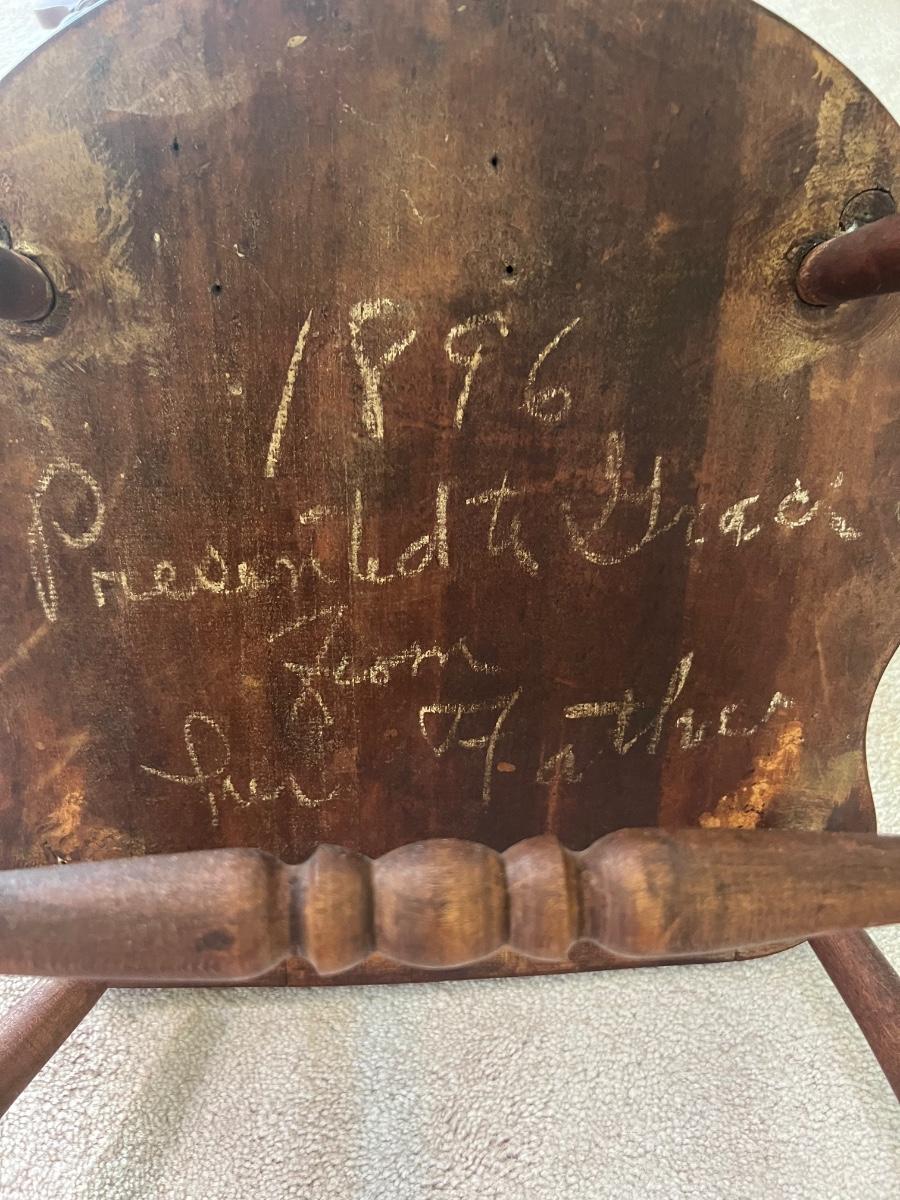 1896
Presented to Grace
from
her Father